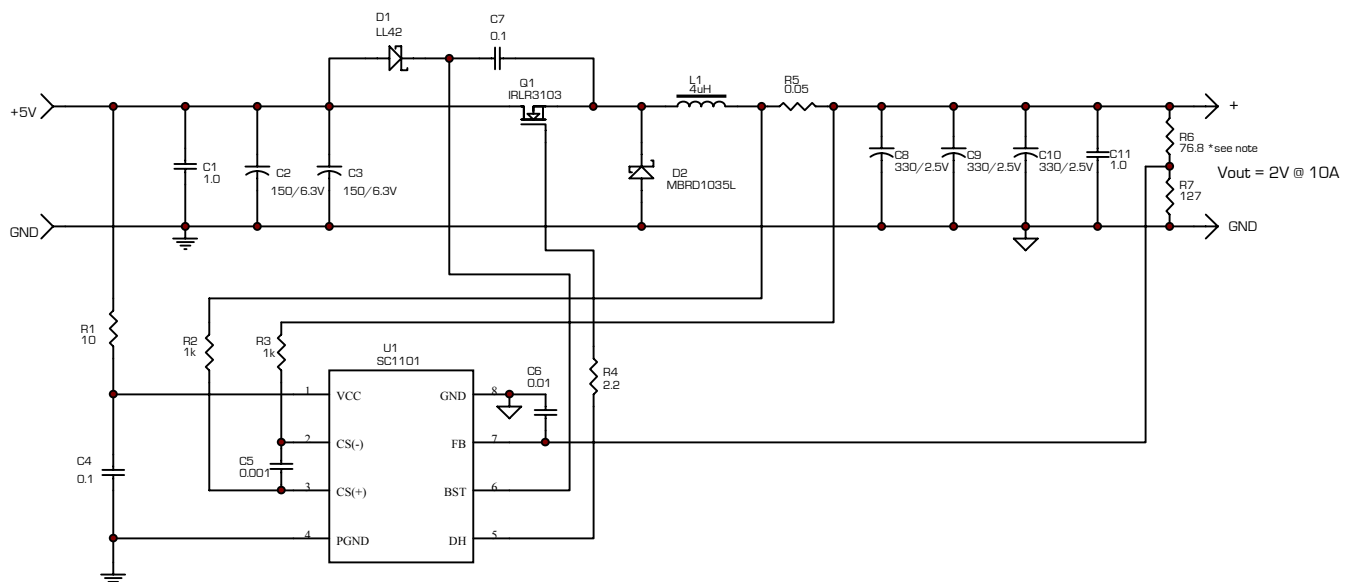 D1
LL42
C7
0.1
Q1
IRLR3103
L1
4uH
R5
0.05
+5V
+
C1
1.0
C2
150/6.3V
C3
150/6.3V
D2
MBRD1035L
C8
330/2.5V
C9
330/2.5V
C10
330/2.5V
C11
1.0
R6
76.8 *see note
R7
127
Vout = 2V @ 10A
GND
GND
R1
10
R2
1k
R3
1k
U1
SC1101
C6
0.01
R4
2.2
1
VCC
GND
8
2
CS(-)
FB
7
C4
0.1
C5
0.001
3
CS(+)
BST
6
4
PGND
DH
5